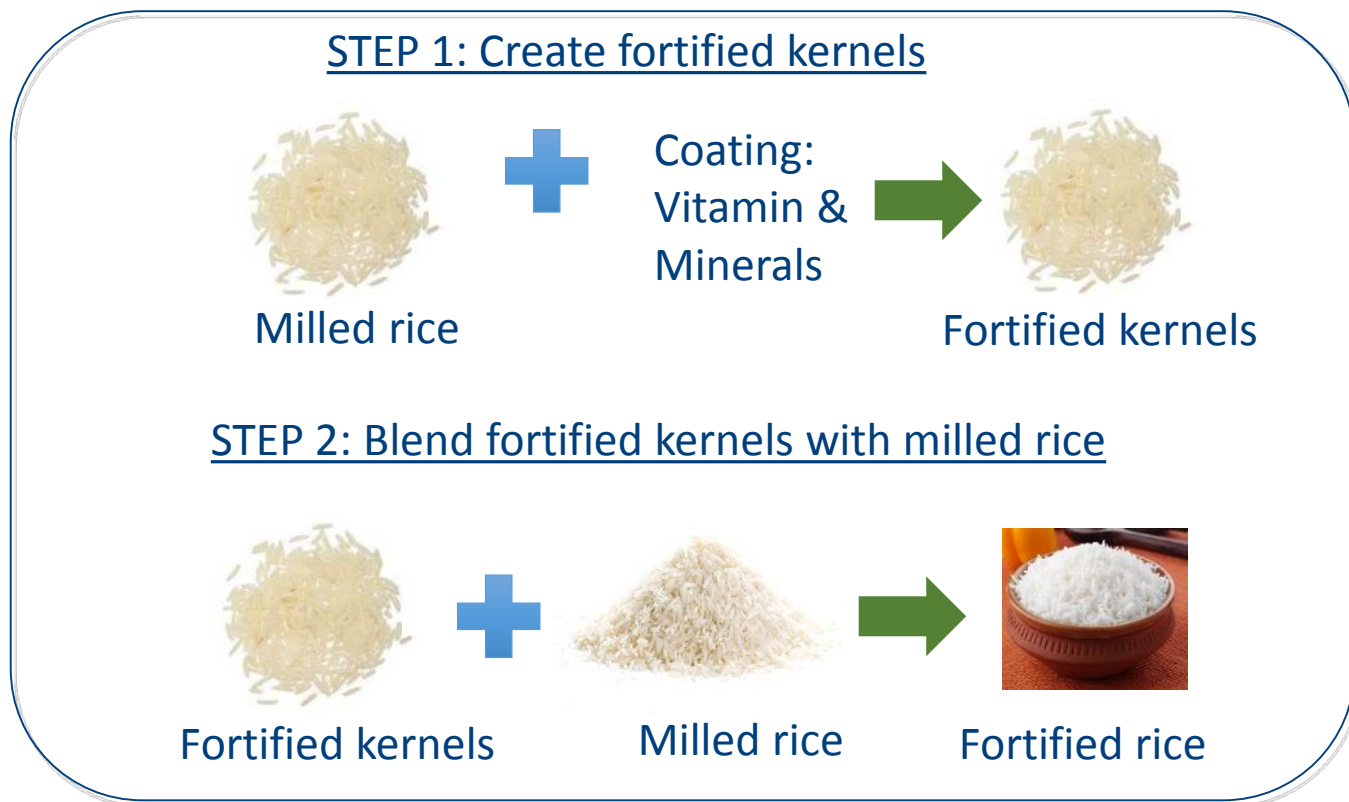 STEP 1: Create fortified kernels
Coating:
Vitamin &
Minerals
Milled rice
Fortified kernels
STEP 2: Blend fortified kernels with milled rice
Fortified kernels
Milled rice
Fortified rice